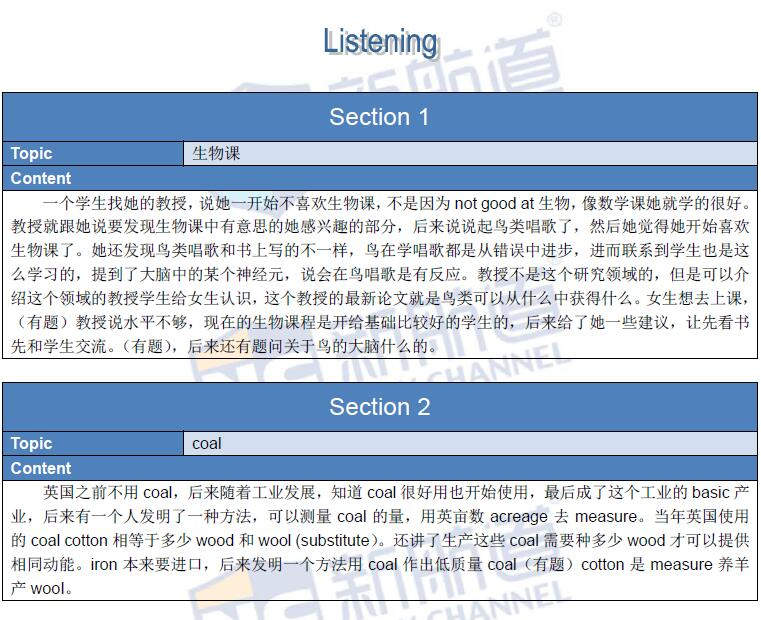 Listening
Section 1
Topic 生物课
Content
一个学生找她的教授，说她一开始不喜欢生物课，不是因为 not good at 生物，像数学课她就学的很好。
教授就跟她说要发现生物课中有意思的她感兴趣的部分，后来说说起鸟类唱歌了，然后她觉得她开始喜欢
生物课了。她还发现鸟类唱歌和书上写的不一样，鸟在学唱歌都是从错误中进步，进而联系到学生也是这
么学习的，提到了大脑中的某个神经元，说会在鸟唱歌是有反应。教授不是这个研究领域的，但是可以介
绍这个领域的教授学生给女生认识，这个教授的最新论文就是鸟类可以从什么中获得什么。女生想去上课，
（有题）教授说水平不够，现在的生物课程是开给基础比较好的学生的，后来给了她一些建议，让先看书
先和学生交流。（有题），后来还有题问关于鸟的大脑什么的。
Section 2
Topic coal
Content
英国之前不用 coal，后来随着工业发展，知道 coal 很好用也开始使用，最后成了这个工业的 basic 产
业，后来有一个人发明了一种方法，可以测量 coal 的量，用英亩数 acreage 去 measure。当年英国使用
的 coal cotton 相等于多少 wood 和 wool (substitute)。还讲了生产这些 coal 需要种多少 wood 才可以提供
相同动能。iron 本来要进口，后来发明一个方法用 coal 作出低质量 coal（有题）cotton 是 measure 养羊
产 wool。
新航道
新航道
CHANNEL
新航道
CHANNEL